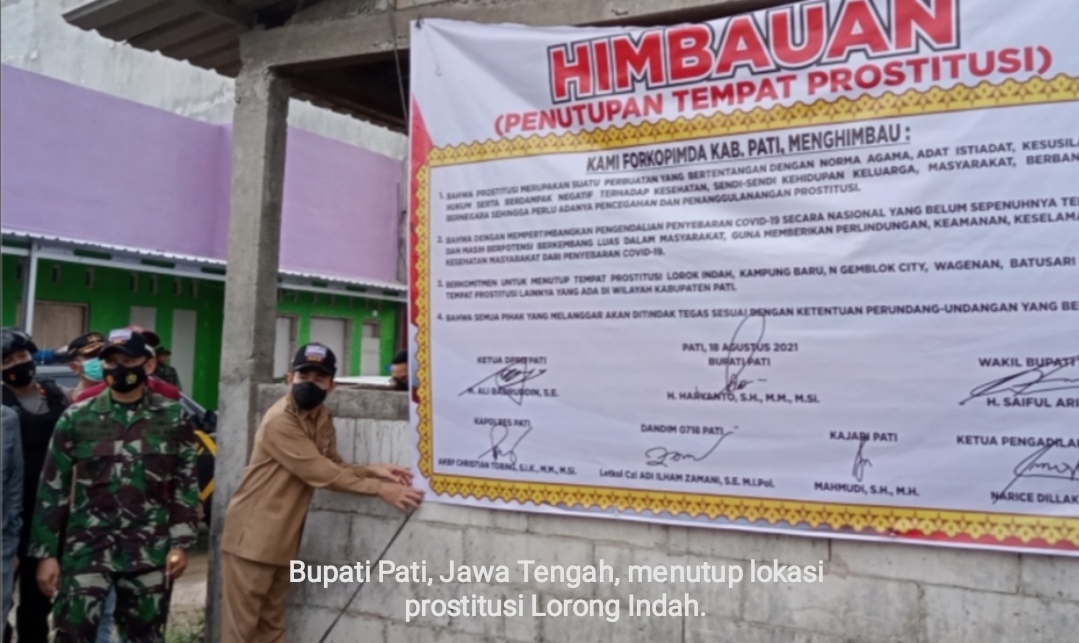 HIMBAUAN
(PENUTUPAN TEMPAT PROSTITUSI)
KAMI FORKOPIMDA KAB. PATI, MENGHIMBAU :
1. BAHWA PROSTITUSI MERUPAKAN SUATU PERBUATAN YANG BERTENTANGAN DENGAN NORMA AGAMA, ADAT ISTIADAT, KESUSILA
HUKUM SERTA BERDAMPAK NEGATIF TERHADAP KESEHATAN, SENDI-SENDI KEHIDUPAN KELUARGA, MASYARAKAT, BERBAN
BERNEGARA SEHINGGA PERLU ADANYA PENCEGAHAN DAN PENANGGULANANGAN PROSTITUSI.
2. BAHWA DENGAN MEMPERTIMBANGKAN PENGENDALIAN PENYEBARAN COVID-19 SECARA NASIONAL YANG BELUM SEPENUHNYA TE
DAN MASIH BERPOTENSI BERKEMBANG LUAS DALAM MASYARAKAT, GUNA MEMBERIKAN PERLINDUNGAN, KEAMANAN, KESELAMA
KESEHATAN MASYARAKAT DARI PENYEBARAN COVID-19.
3. BERKOMITMEN UNTUK MENUTUP TEMPAT PROSTITUSI LOROK INDAH, KAMPUNG BARU, N GEMBLOK CITY, WAGENAN, BATUSARI
TEMPAT PROSTITUSI LAINNYA YANG ADA DI WILAYAH KABUPATEN PATI.
4. BAHWA SEMUA PIHAK YANG MELANGGAR AKAN DITINDAK TEGAS SESUAI DENGAN KETENTUAN PERUNDANG-UNDANGAN YANG BE
PATI, 18 AGUSTUS 2021
KETUA DPRD PATI BUPATI PATI WAKIL BUPATI
H. ALI BADRUDDIN, S.E. H. HARYANTO, S.H., M.M., M.Si. H. SAIFUL ARI
KAPOLRES PATI DANDIM 0718 PATI KAJARI PATI KETUA PENGADILA
AKBP CHRISTIAN TOBING, S.I.K., M.M., M.Si. Letkol Czi ADI ILHAM ZAMANI, S.E. M.I.Pol. MAHMUDI, S.H., M.H. NARICE DILLAK
Bupati Pati, Jawa Tengah, menutup lokasi
prostitusi Lorong Indah.